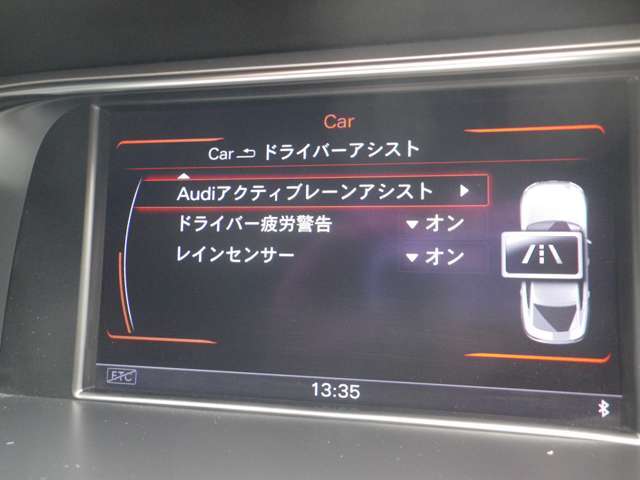 Car
Car ドライバーアシスト
Audiアクティブレーンアシスト
ドライバー疲労警告 オン
レインセンサー オン
ETC
13:35